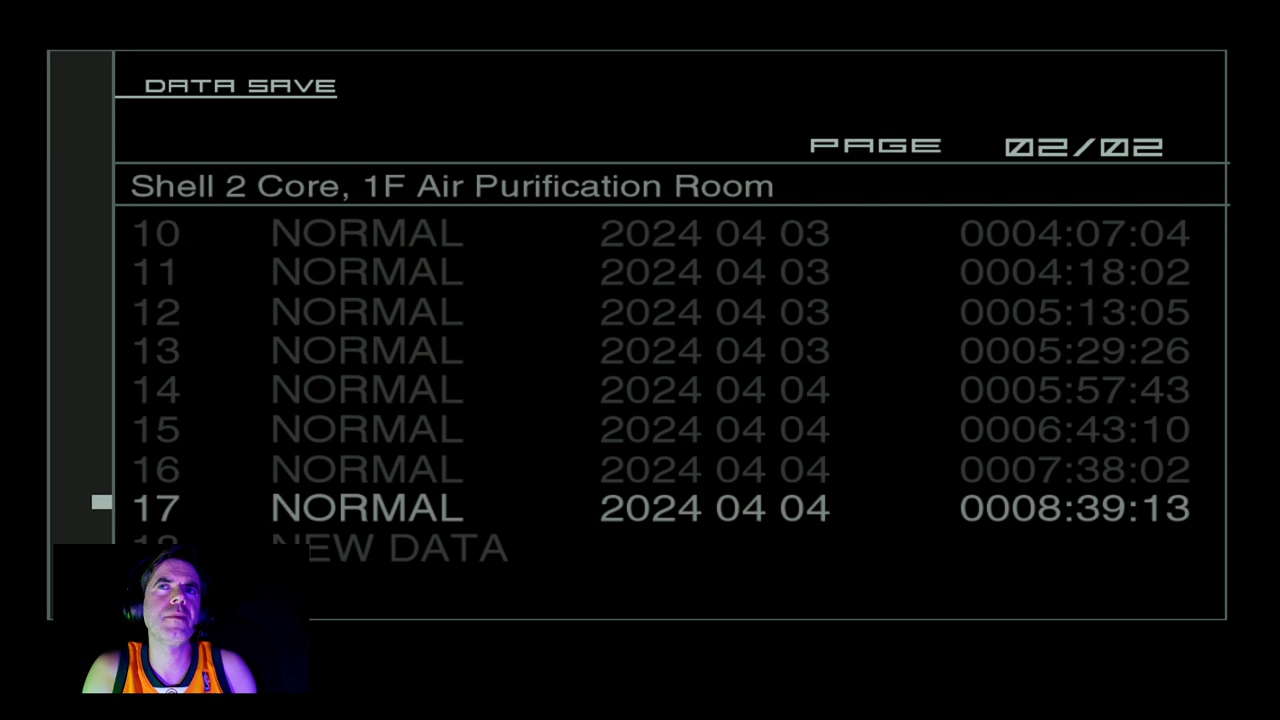 DATA SAVE
PAGE 02/02
Shell 2 Core, 1F Air Purification Room
10 NORMAL 2024 04 03 0004:07:04
11 NORMAL 2024 04 03 0004:18:02
12 NORMAL 2024 04 03 0005:13:05
13 NORMAL 2024 04 03 0005:29:26
14 NORMAL 2024 04 04 0005:57:43
15 NORMAL 2024 04 04 0006:43:10
16 NORMAL 2024 04 04 0007:38:02
17 NORMAL 2024 04 04 0008:39:13
18 NEW DATA